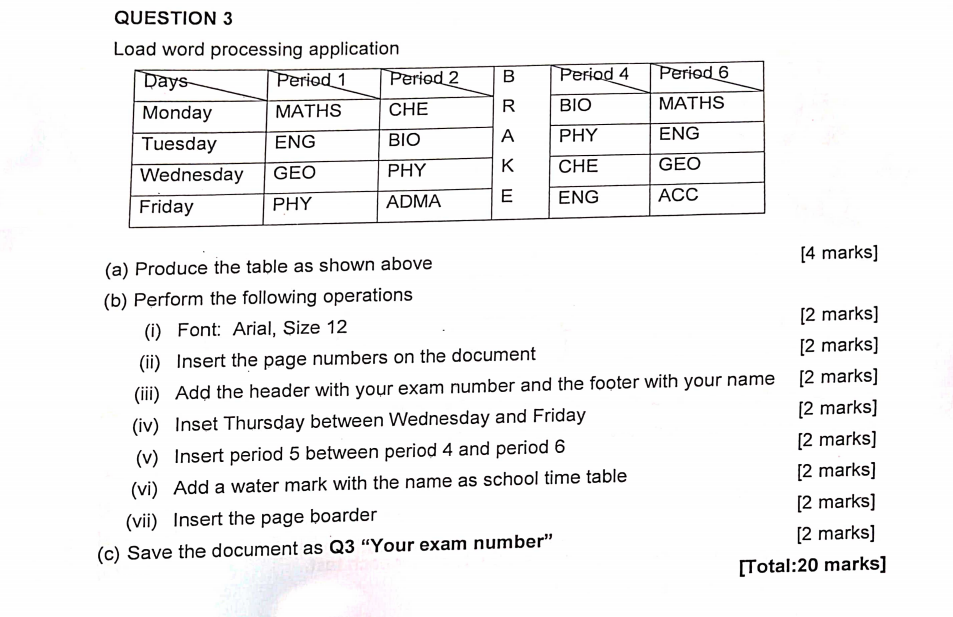 QUESTION 3
Load word processing application
Days Period 1 Period 2 B Period 4 Period 6
Monday MATHS CHE R BIO MATHS
Tuesday ENG BIO A PHY ENG
Wednesday GEO PHY K CHE GEO
Friday PHY ADMA E ENG ACC
(a) Produce the table as shown above [4 marks]
(b) Perform the following operations
(i) Font: Arial, Size 12 [2 marks]
(ii) Insert the page numbers on the document [2 marks]
(iii) Add the header with your exam number and the footer with your name [2 marks]
(iv) Inset Thursday between Wednesday and Friday [2 marks]
(v) Insert period 5 between period 4 and period 6 [2 marks]
(vi) Add a water mark with the name as school time table [2 marks]
(vii) Insert the page boarder [2 marks]
(c) Save the document as Q3 “Your exam number” [2 marks]
[Total:20 marks]